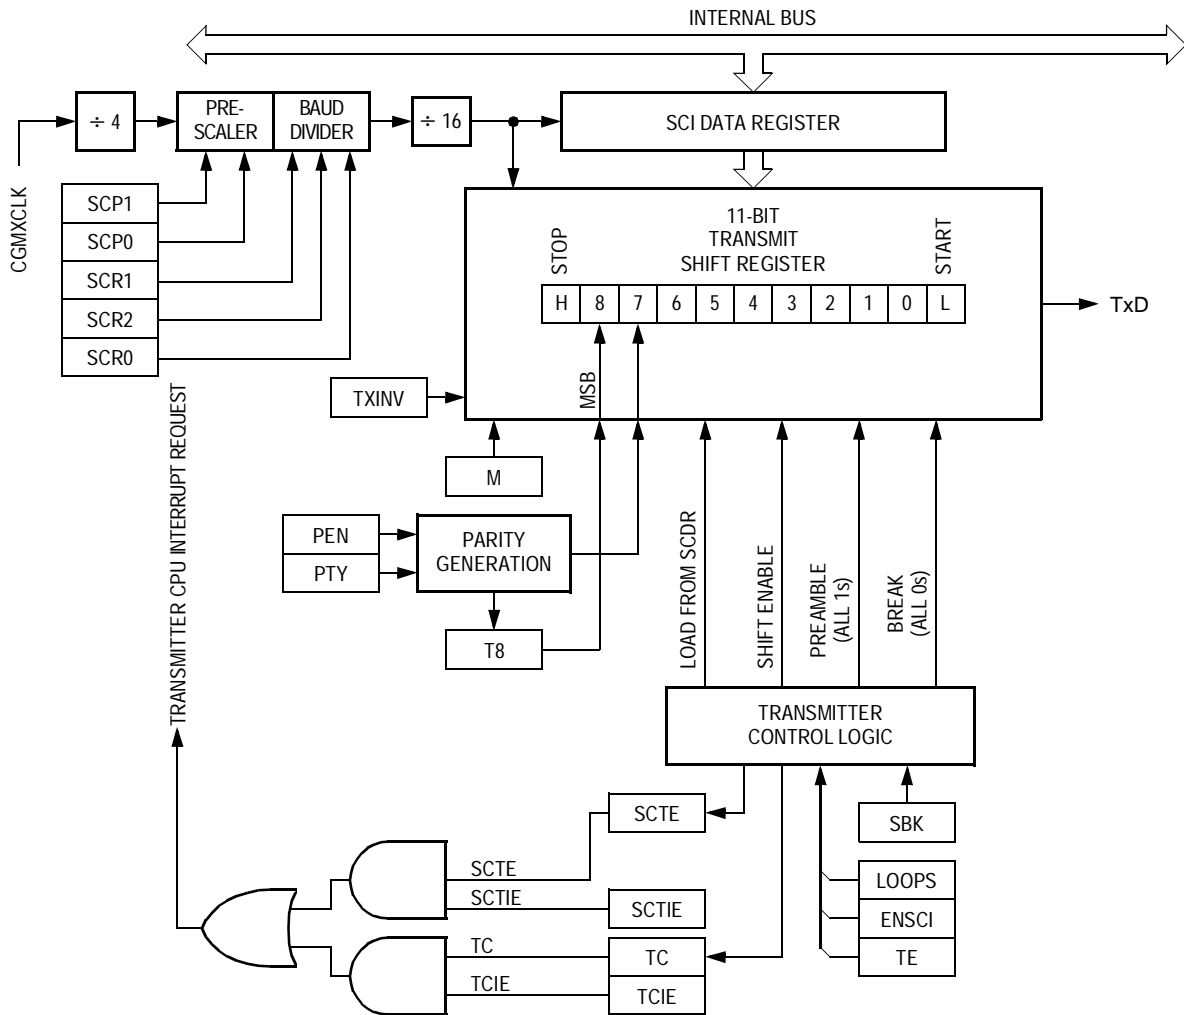 INTERNAL BUS
÷ 4
PRE-
SCALER
BAUD
DIVIDER
÷ 16
SCI DATA REGISTER
CGMXCLK
SCP1
SCP0
SCR1
SCR2
SCR0
11-BIT
TRANSMIT
SHIFT REGISTER
STOP
START
H 8 7 6 5 4 3 2 1 0 L
TxD
MSB
TXINV
M
PEN
PTY
PARITY
GENERATION
T8
LOAD FROM SCDR
SHIFT ENABLE
PREAMBLE
(ALL 1s)
BREAK
(ALL 0s)
TRANSMITTER CPU INTERRUPT REQUEST
TRANSMITTER
CONTROL LOGIC
SCTE
SBK
SCTE
SCTIE
SCTIE
LOOPS
ENSCI
TE
TC
TC
TCIE
TCIE